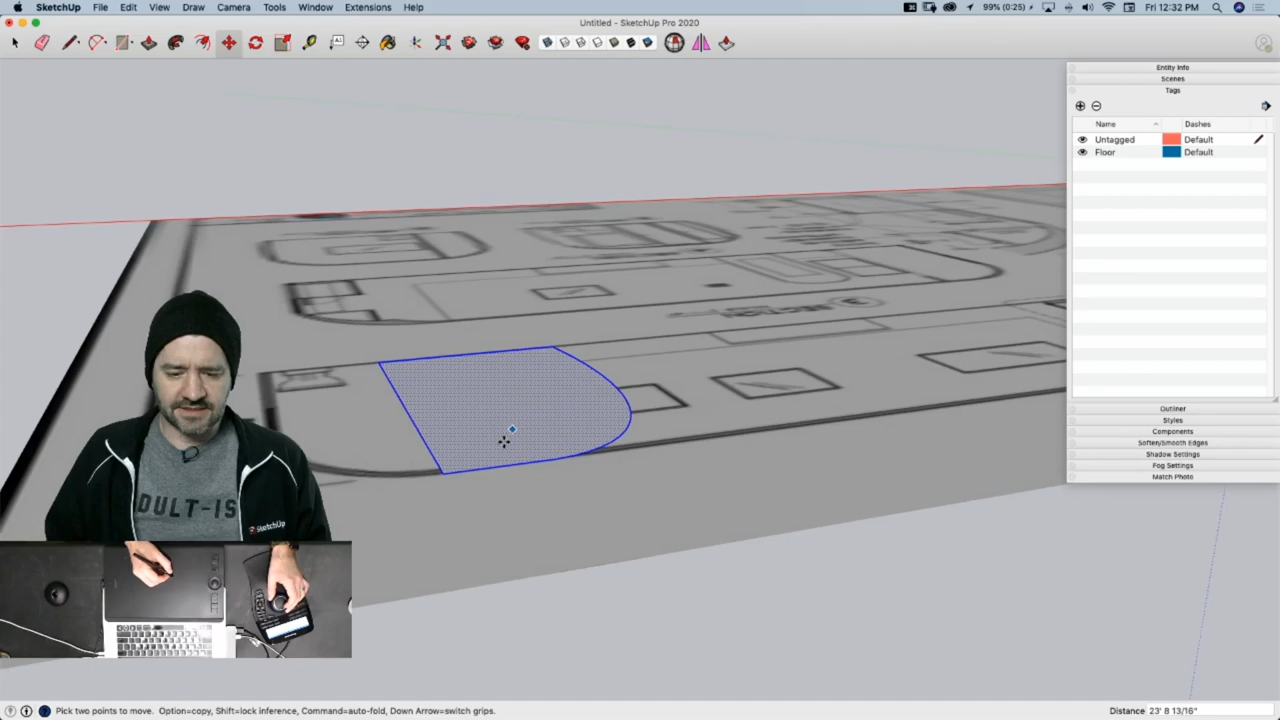 SketchUp File Edit View Draw Camera Tools Window Extensions Help
99% (0:25) Fri 12:32 PM
Untitled - SketchUp Pro 2020
Entity Info
Scenes
Tags
Name Dashes
Untagged Default
Floor Default
Outliner
Styles
Components
Soften/Smooth Edges
Shadow Settings
Fog Settings
Match Photo
SECTION
DULT-IS
SketchUp
Pick two points to move. Option=copy, Shift=lock inference, Command=auto-fold, Down Arrow=switch grips.
Distance 23' 8 13/16"